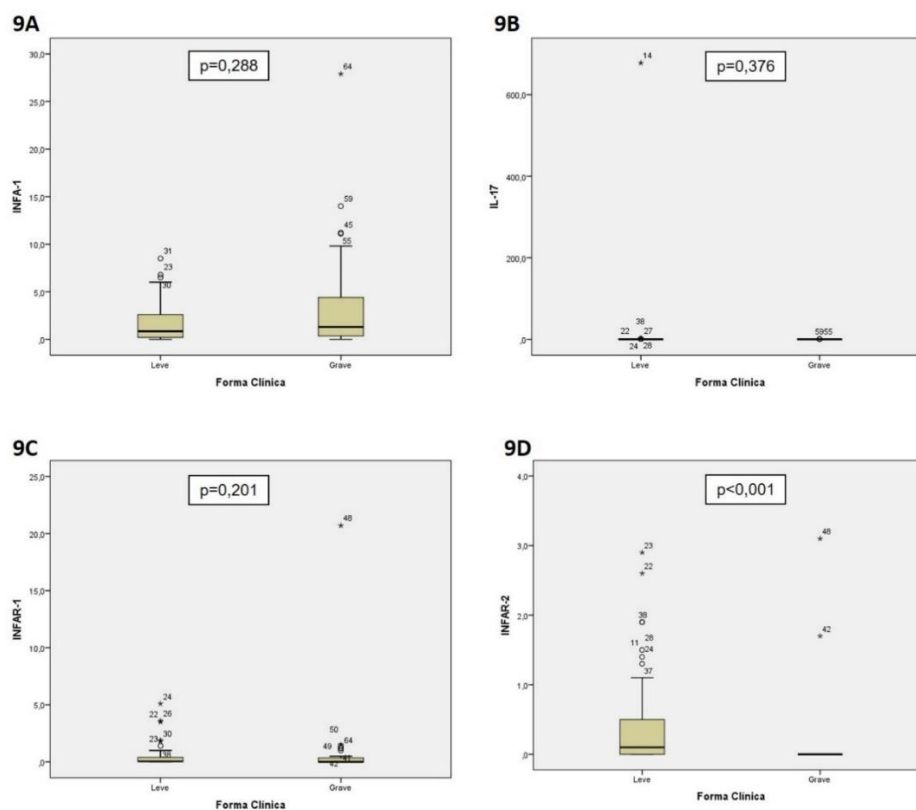 9A
p=0,288
30,0
25,0
20,0
15,0
10,0
5,0
,0
INFA-1
64
59
45
55
31
23
30
Leve
Grave
Forma Clínica
9B
p=0,376
600,0
400,0
200,0
,0
IL-17
14
38
22
27
24
28
5955
Leve
Grave
Forma Clínica
9C
p=0,201
25,0
20,0
15,0
10,0
5,0
,0
INFAR-1
48
24
22
26
30
23
50
64
49
42
Leve
Grave
Forma Clínica
9D
p<0,001
4,0
3,0
2,0
1,0
,0
INFAR-2
23
22
38
28
11
24
37
48
42
Leve
Grave
Forma Clínica